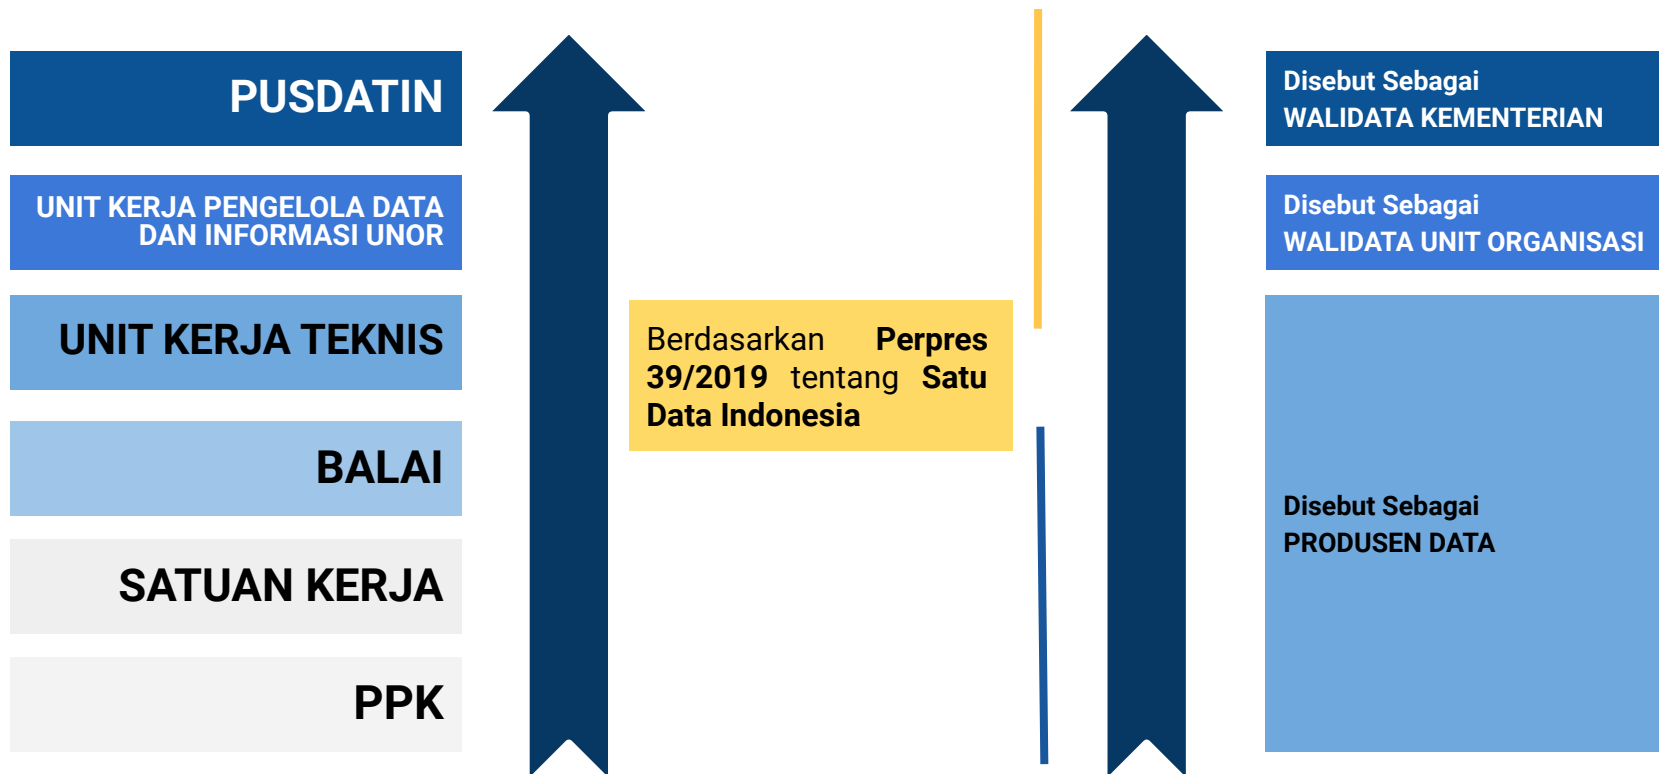 PUSDATIN
UNIT KERJA PENGELOLA DATA
DAN INFORMASI UNOR
UNIT KERJA TEKNIS
BALAI
SATUAN KERJA
PPK
Berdasarkan Perpres
39/2019 tentang Satu
Data Indonesia
Disebut Sebagai
WALIDATA KEMENTERIAN
Disebut Sebagai
WALIDATA UNIT ORGANISASI
Disebut Sebagai
PRODUSEN DATA